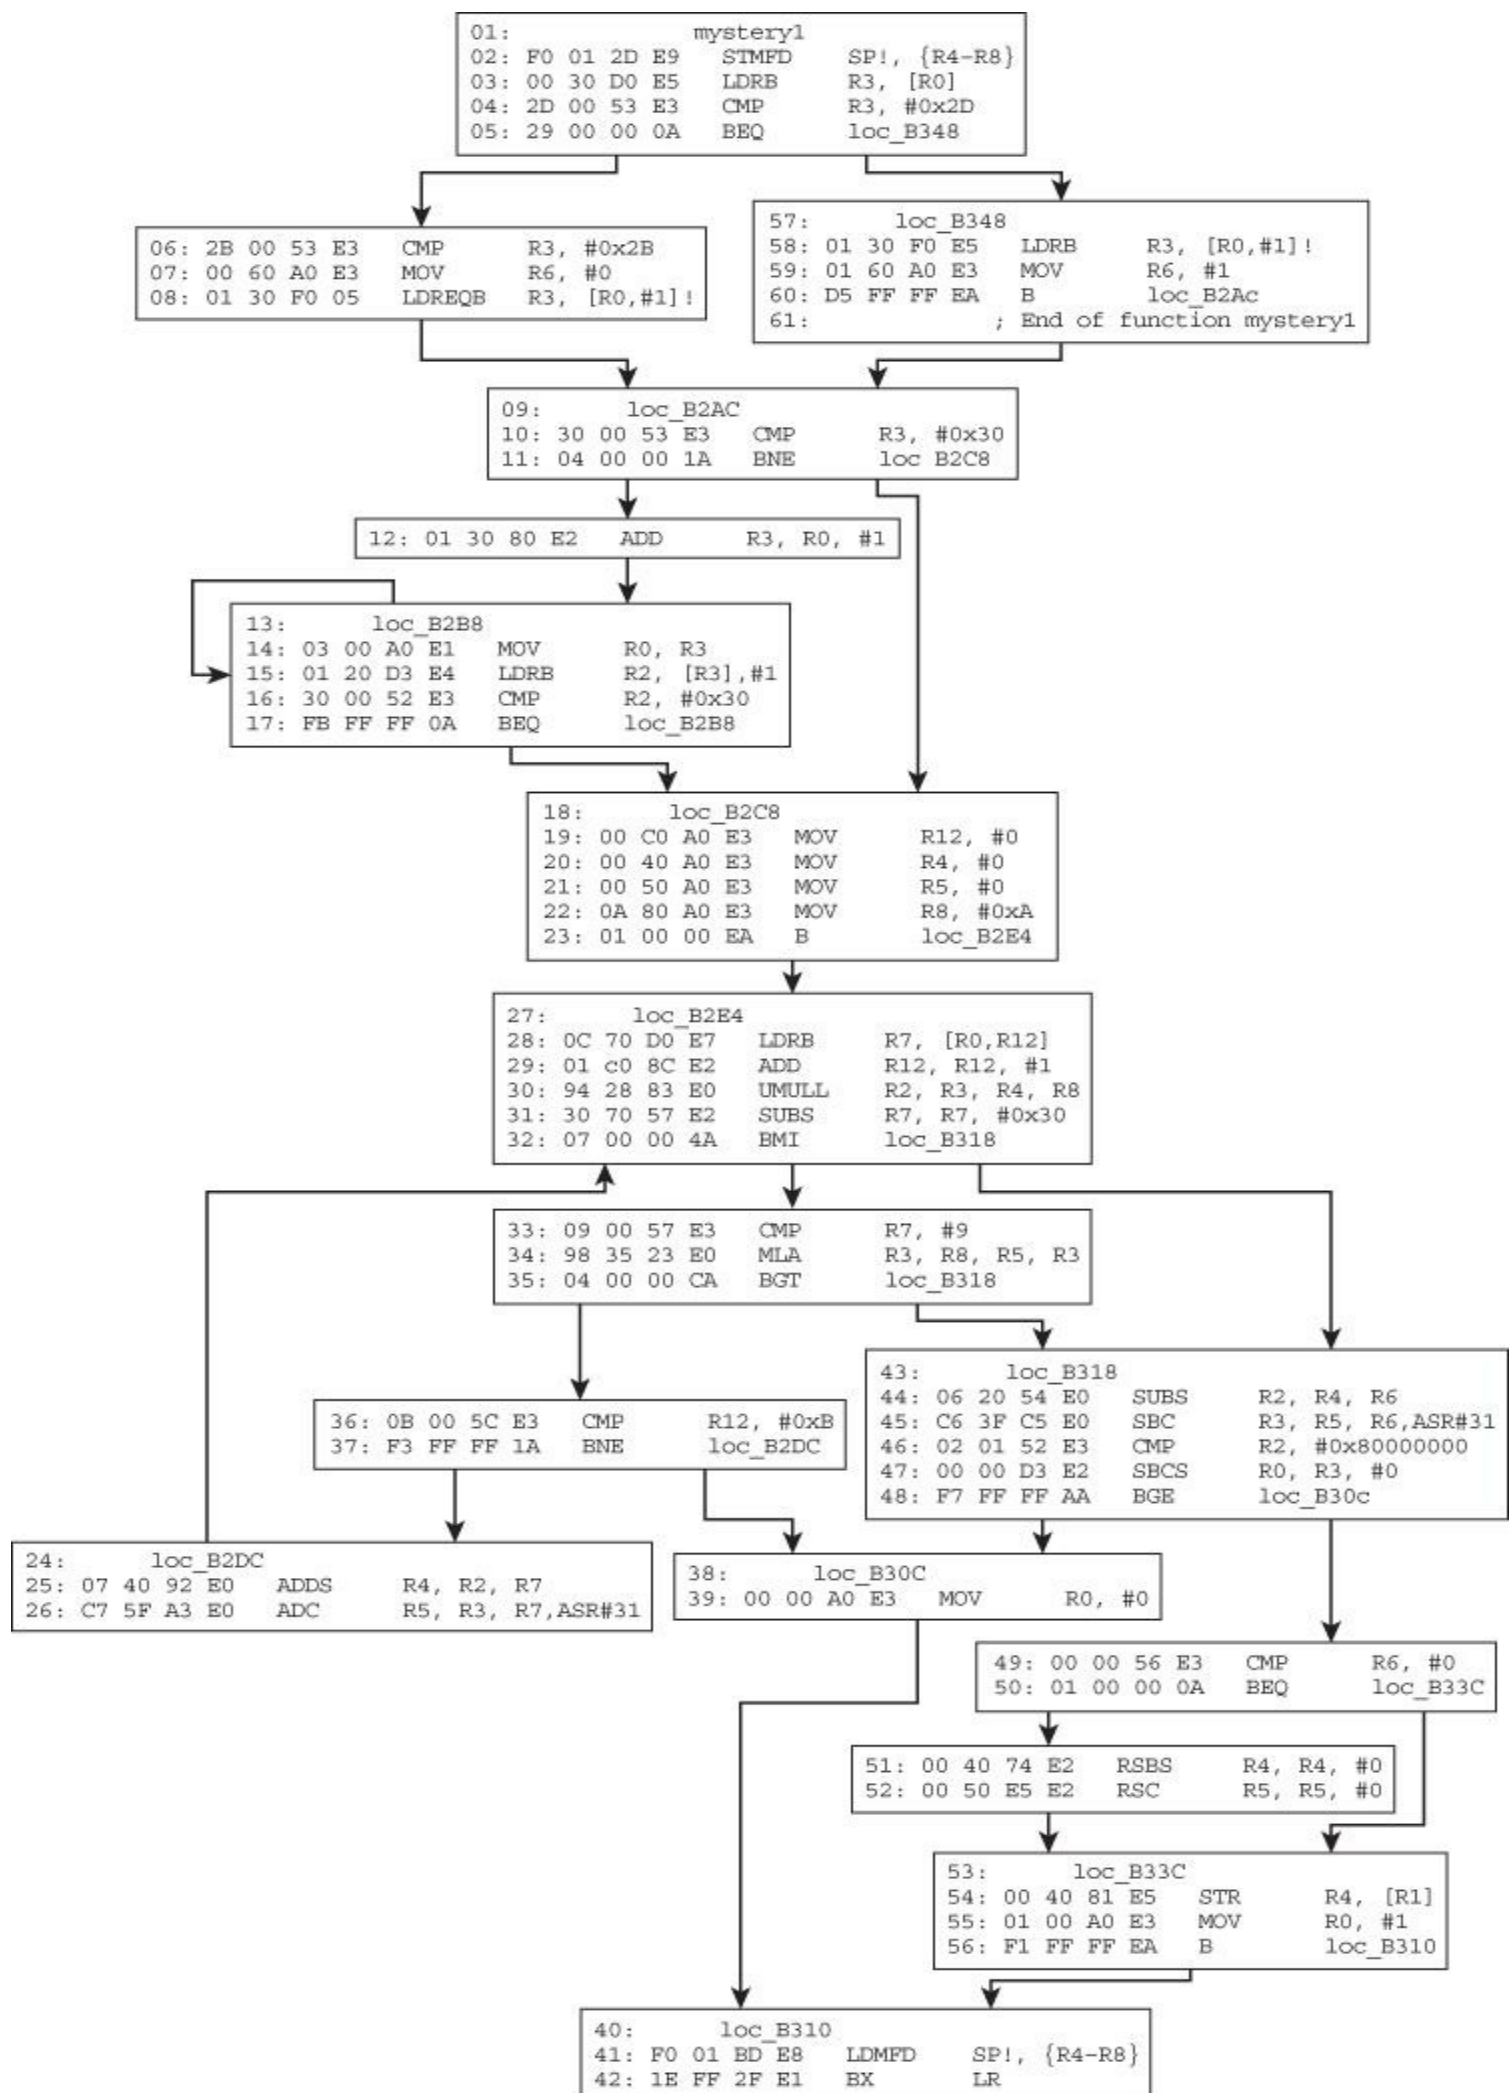 01: mystery1
02: F0 01 2D E9 STMFD SP!, {R4-R8}
03: 00 30 D0 E5 LDRB R3, [R0]
04: 2D 00 53 E3 CMP R3, #0x2D
05: 29 00 00 0A BEQ loc_B348
06: 2B 00 53 E3 CMP R3, #0x2B
07: 00 60 A0 E3 MOV R6, #0
08: 01 30 F0 05 LDREQB R3, [R0,#1]!
57: loc_B348
58: 01 30 F0 E5 LDRB R3, [R0,#1]!
59: 01 60 A0 E3 MOV R6, #1
60: D5 FF FF EA B loc_B2Ac
61: ; End of function mystery1
09: loc_B2AC
10: 30 00 53 E3 CMP R3, #0x30
11: 04 00 00 1A BNE loc B2C8
12: 01 30 80 E2 ADD R3, R0, #1
13: loc_B2B8
14: 03 00 A0 E1 MOV R0, R3
15: 01 20 D3 E4 LDRB R2, [R3],#1
16: 30 00 52 E3 CMP R2, #0x30
17: FB FF FF 0A BEQ loc_B2B8
18: loc_B2C8
19: 00 C0 A0 E3 MOV R12, #0
20: 00 40 A0 E3 MOV R4, #0
21: 00 50 A0 E3 MOV R5, #0
22: 0A 80 A0 E3 MOV R8, #0xA
23: 01 00 00 EA B loc_B2E4
27: loc_B2E4
28: 0C 70 D0 E7 LDRB R7, [R0,R12]
29: 01 c0 8C E2 ADD R12, R12, #1
30: 94 28 83 E0 UMULL R2, R3, R4, R8
31: 30 70 57 E2 SUBS R7, R7, #0x30
32: 07 00 00 4A BMI loc_B318
33: 09 00 57 E3 CMP R7, #9
34: 98 35 23 E0 MLA R3, R8, R5, R3
35: 04 00 00 CA BGT loc_B318
36: 0B 00 5C E3 CMP R12, #0xB
37: F3 FF FF 1A BNE loc_B2DC
43: loc_B318
44: 06 20 54 E0 SUBS R2, R4, R6
45: C6 3F C5 E0 SBC R3, R5, R6,ASR#31
46: 02 01 52 E3 CMP R2, #0x80000000
47: 00 00 D3 E2 SBCS R0, R3, #0
48: F7 FF FF AA BGE loc_B30c
24: loc_B2DC
25: 07 40 92 E0 ADDS R4, R2, R7
26: C7 5F A3 E0 ADC R5, R3, R7,ASR#31
38: loc_B30C
39: 00 00 A0 E3 MOV R0, #0
49: 00 00 56 E3 CMP R6, #0
50: 01 00 00 0A BEQ loc_B33C
51: 00 40 74 E2 RSBS R4, R4, #0
52: 00 50 E5 E2 RSC R5, R5, #0
53: loc_B33C
54: 00 40 81 E5 STR R4, [R1]
55: 01 00 A0 E3 MOV R0, #1
56: F1 FF FF EA B loc_B310
40: loc_B310
41: F0 01 BD E8 LDMFD SP!, {R4-R8}
42: 1E FF 2F E1 BX LR